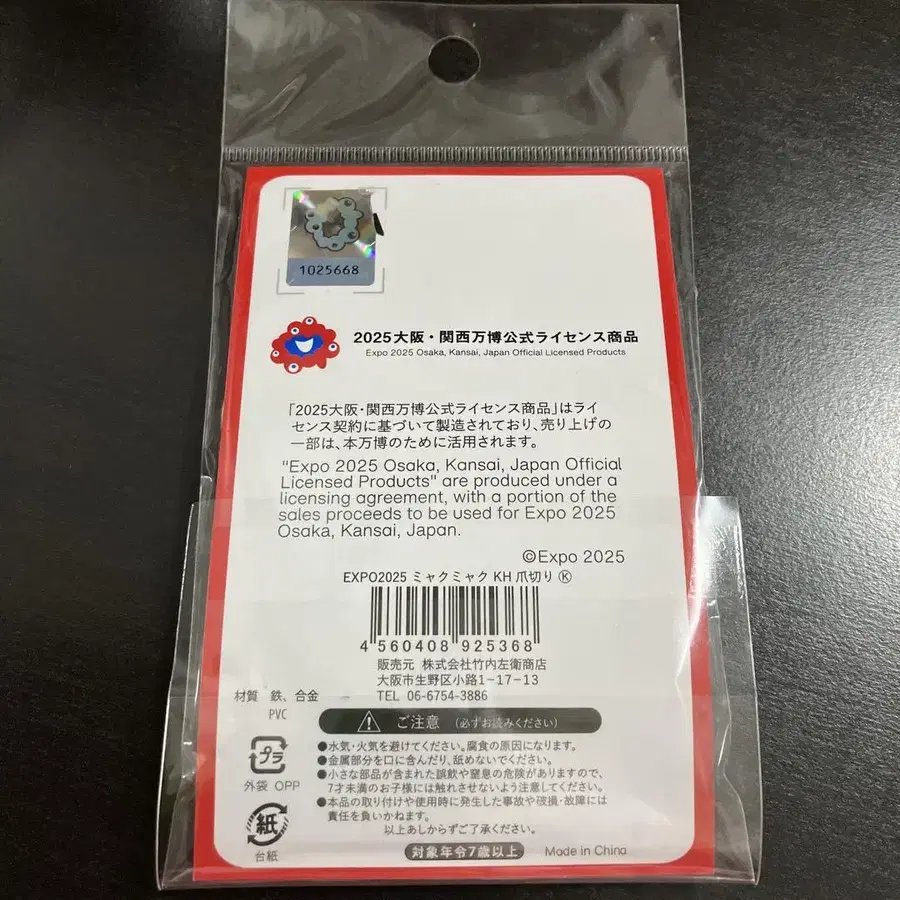 1025668
2025大阪・関西万博公式ライセンス商品
Expo 2025 Osaka, Kansai, Japan Official Licensed Products
「2025大阪・関西万博公式ライセンス商品」はライ
センス契約に基づいて製造されており、売り上げの
一部は、本万博のために活用されます。
"Expo 2025 Osaka, Kansai, Japan Official
Licensed Products" are produced under a
licensing agreement, with a portion of the
sales proceeds to be used for Expo 2025
Osaka, Kansai, Japan.
©Expo 2025
EXPO2025 ミャクミャク KH 爪切り Ⓚ
4 560408 925368
販売元 株式会社竹内左衛商店
大阪市生野区小路1-17-13
TEL 06-6754-3886
材質 鉄、合金
PVC
プラ
外袋 OPP
紙
台紙
ご注意 (必ずお読みください)
●水気・火気を避けてください。腐食の原因になります。
●金属部分を口に含んだり、舐めないでください。
●小さな部品が含まれた誤飲や窒息の危険がありますので、
7才未満のお子様には触れさせないよう注意してください。
●本品の取り付けや使用時に発生した事故や破損・故障には
責任を負いかねます。
以上あしからずご了承ください。
対象年令7歳以上
Made in China